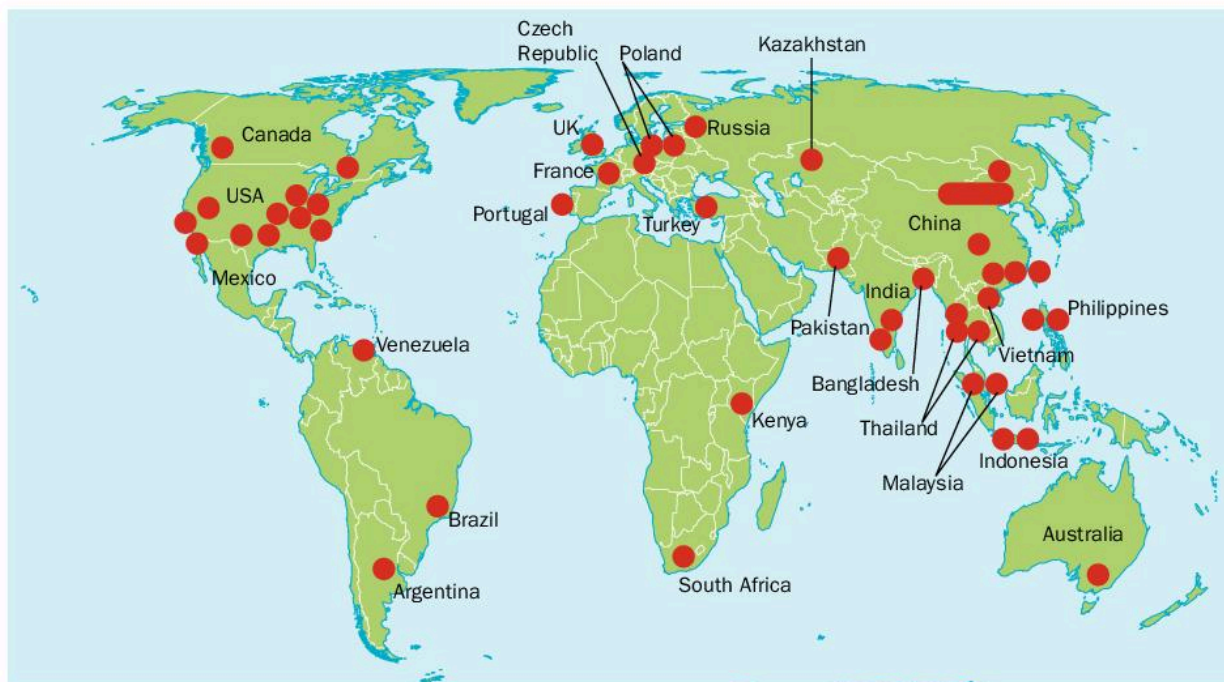 Czech
Republic
Poland
Kazakhstan
Canada
UK
Russia
France
USA
China
Portugal
Turkey
Mexico
India
Philippines
Pakistan
Venezuela
Vietnam
Bangladesh
Kenya
Thailand
Indonesia
Malaysia
Brazil
Australia
South Africa
Argentina